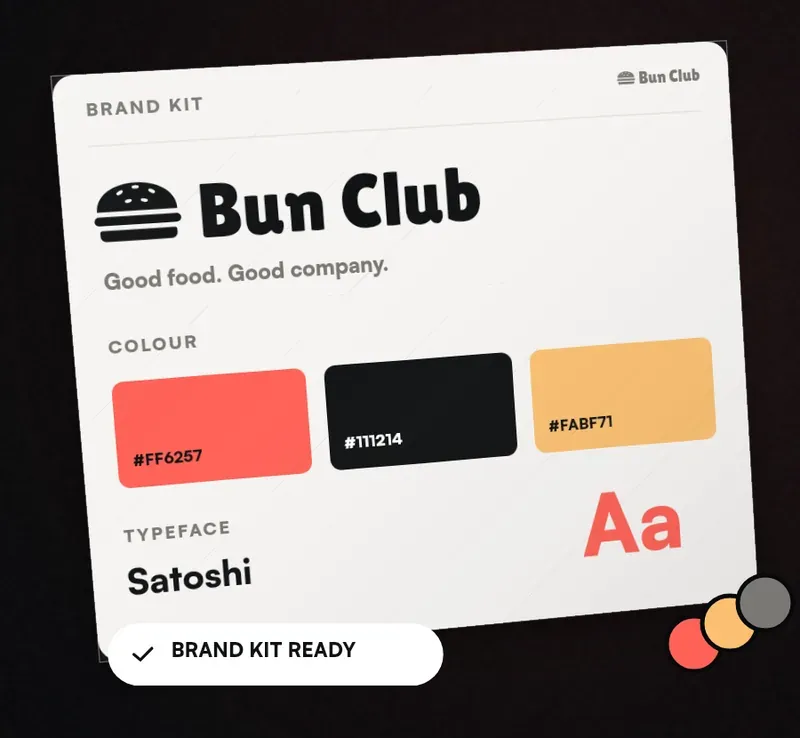 BRAND KIT
Bun Club
Bun Club
Good food. Good company.
COLOUR
#FF6257
#111214
#FABF71
TYPEFACE
Aa
Satoshi
BRAND KIT READY